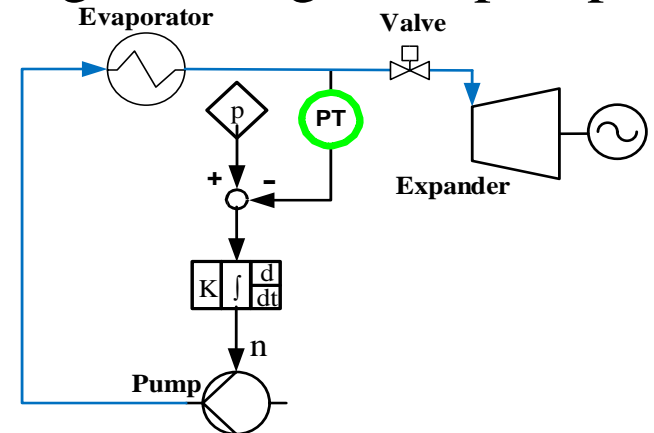 Evaporator
Valve
p
PT
+
-
Expander
K ∫ d
dt
n
Pump